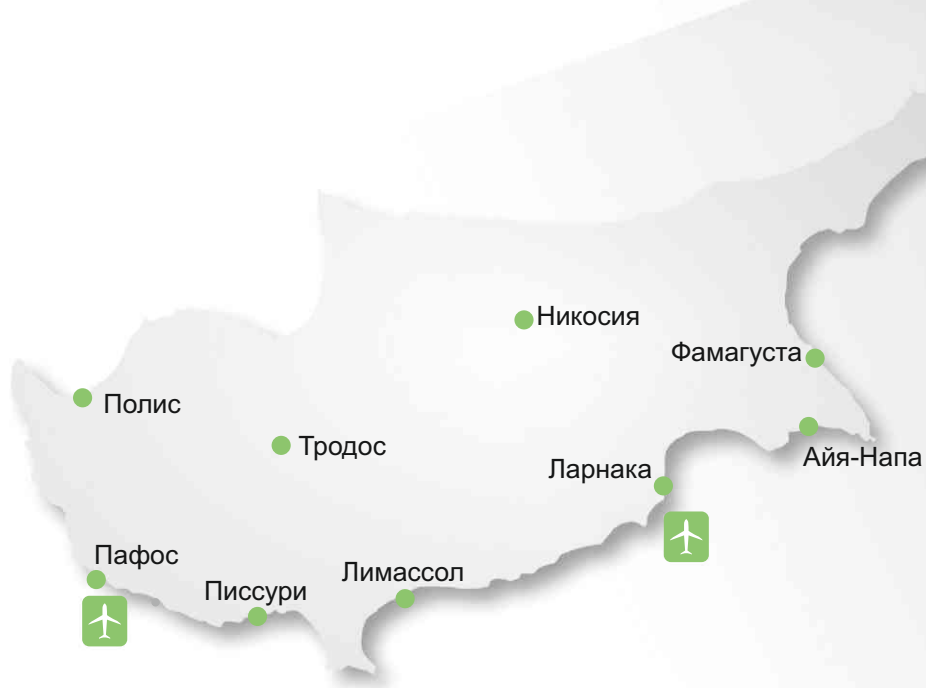 Никосия
Фамагуста
Полис
Тродос
Айя-Напа
Ларнака
Пафос
Лимассол
Писсури